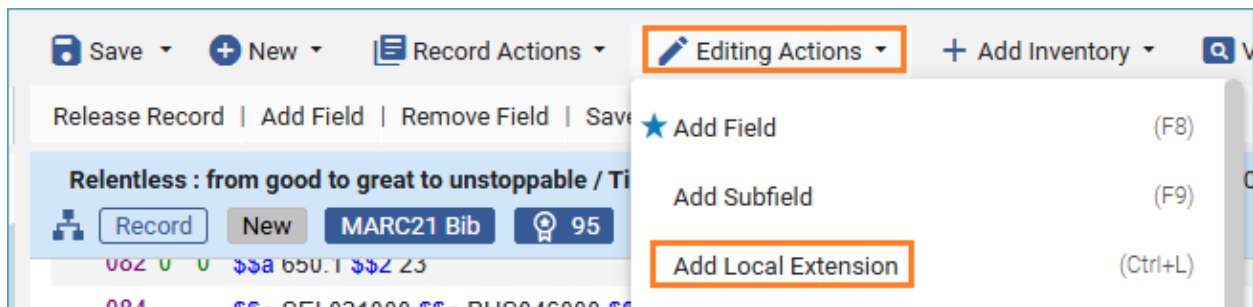 Save New Record Actions Editing Actions + Add Inventory
Release Record | Add Field | Remove Field |
Add Field (F8)
Relentless : from good to great to unstoppable /
Add Subfield (F9)
Record New MARC21 Bib 95
082 0 0 $$a 650.1 $$2 23
Add Local Extension (Ctrl+L)